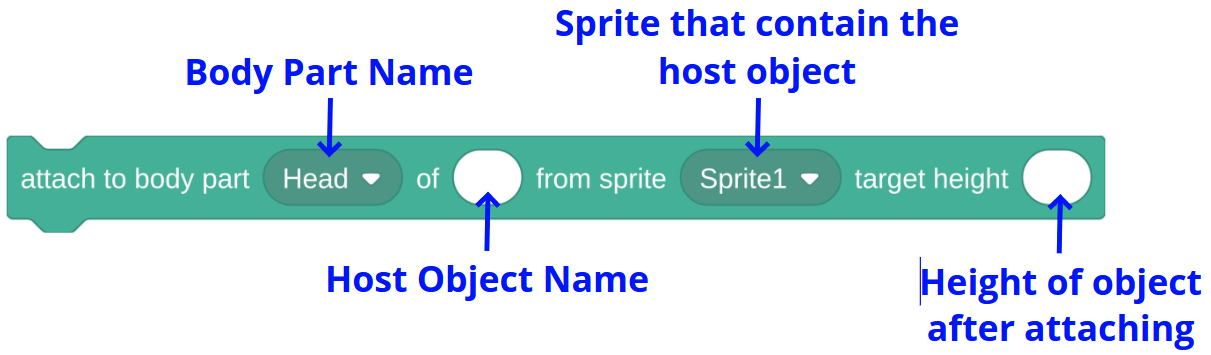 Sprite that contain the
host object
Body Part Name
attach to body part Head of from sprite Sprite1 target height
Host Object Name
Height of object
after attaching